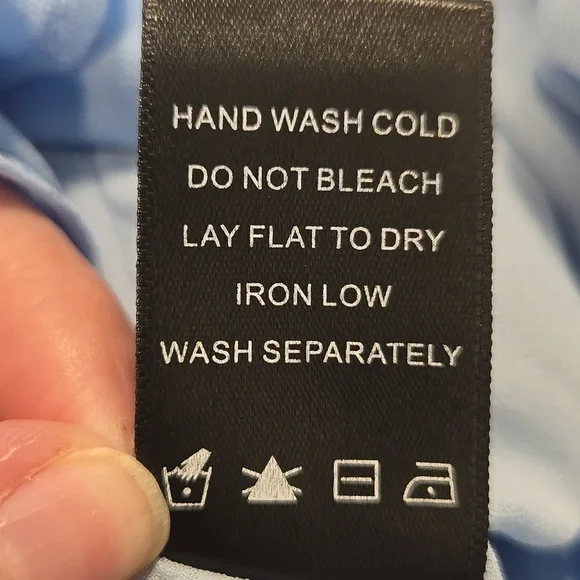 HAND WASH COLD
DO NOT BLEACH
LAY FLAT TO DRY
IRON LOW
WASH SEPARATELY